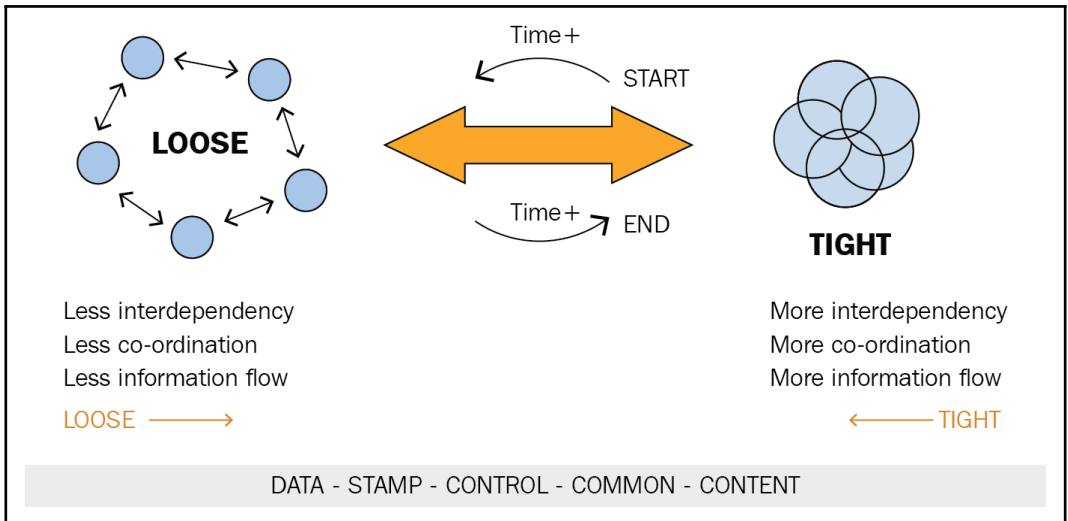 Time+
START
LOOSE
Time+
END
TIGHT
Less interdependency
Less co-ordination
Less information flow
LOOSE
More interdependency
More co-ordination
More information flow
TIGHT
DATA - STAMP - CONTROL - COMMON - CONTENT